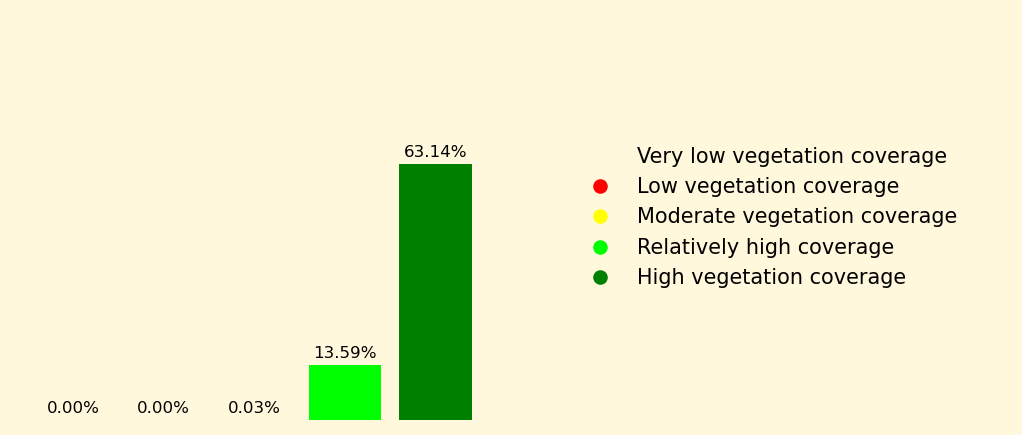 63.14%
13.59%
0.00%
0.00%
0.03%
Very low vegetation coverage
Low vegetation coverage
Moderate vegetation coverage
Relatively high coverage
High vegetation coverage